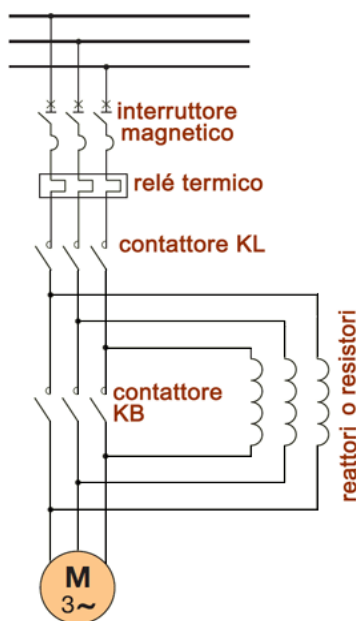 interruttore
magnetico
relé termico
contattore KL
contattore
KB
reattori o resistori
M
3~